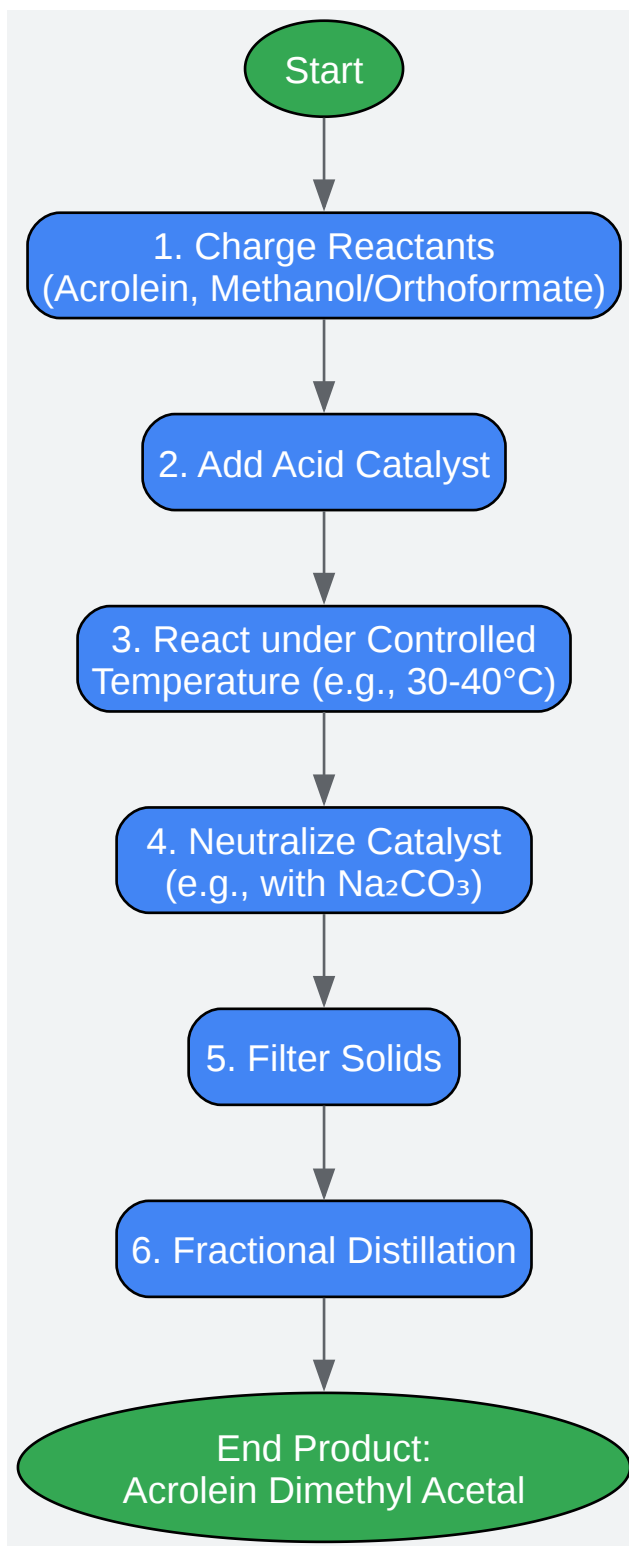 Start
1. Charge Reactants
(Acrolein, Methanol/Orthoformate)
2. Add Acid Catalyst
3. React under Controlled
Temperature (e.g., 30-40°C)
4. Neutralize Catalyst
(e.g., with Na₂CO₃)
5. Filter Solids
6. Fractional Distillation
End Product:
Acrolein Dimethyl Acetal